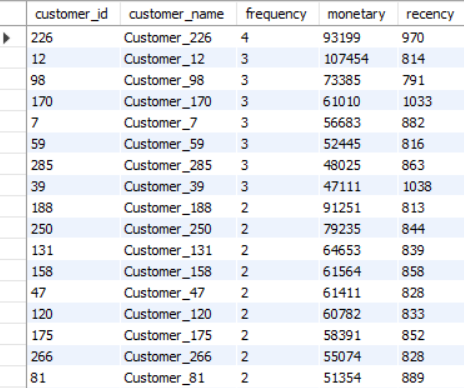 customer_id customer_name frequency monetary recency
226 Customer_226 4 93199 970
12 Customer_12 3 107454 814
98 Customer_98 3 73385 791
170 Customer_170 3 61010 1033
7 Customer_7 3 56683 882
59 Customer_59 3 52445 816
285 Customer_285 3 48025 863
39 Customer_39 3 47111 1038
188 Customer_188 2 91251 813
250 Customer_250 2 79235 844
131 Customer_131 2 64653 839
158 Customer_158 2 61564 858
47 Customer_47 2 61411 828
120 Customer_120 2 60782 833
175 Customer_175 2 58391 852
266 Customer_266 2 55074 828
81 Customer_81 2 51354 889